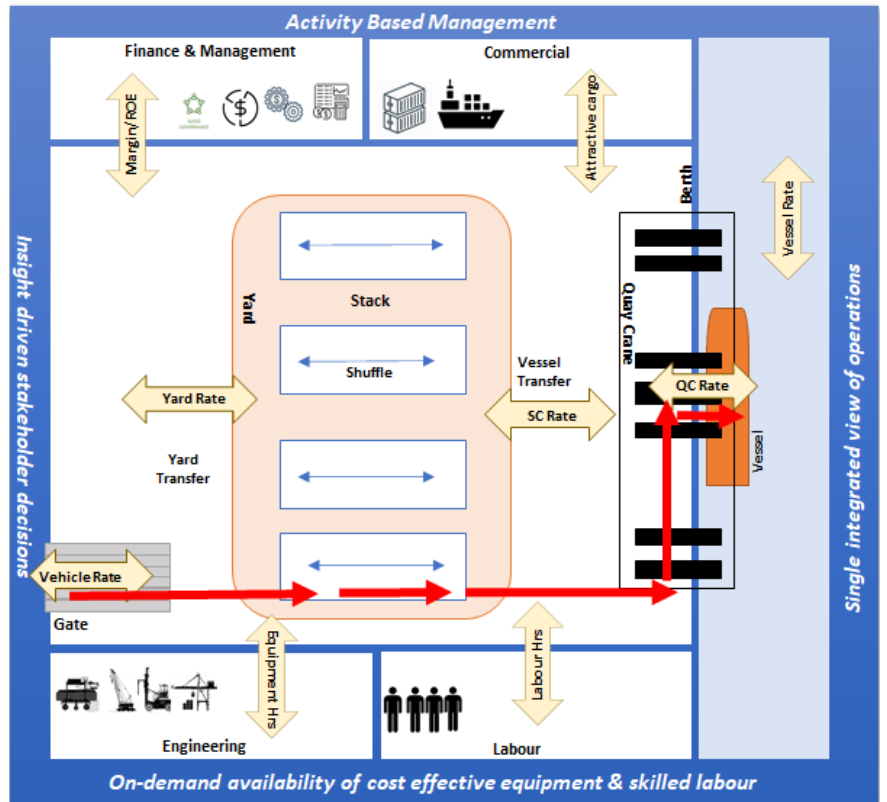 Activity Based Management
Finance & Management
Commercial
GOOD
GOVERNANCE
Margin/ROE
Attractive cargo
Berth
Vessel Rate
Insight driven stakeholder decisions
Yard
Stack
Quay Crane
Shuffle
Vessel
Transfer
Yard Rate
SC Rate
QC Rate
Yard
Transfer
Vessel
Single integrated view of operations
Vehicle Rate
Gate
Equipment Hrs
Labour Hrs
Engineering
Labour
On-demand availability of cost effective equipment & skilled labour